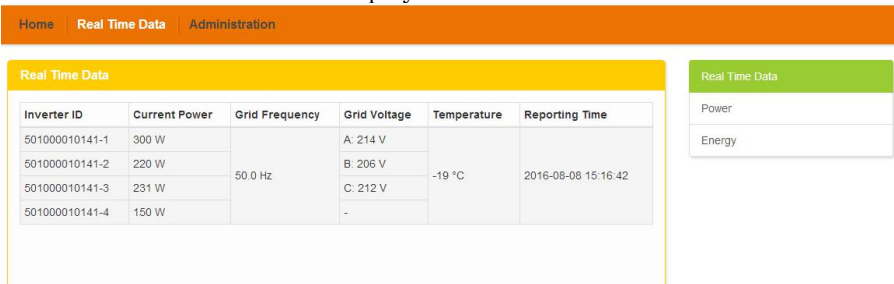 Home Real Time Data Administration
Real Time Data
Inverter ID Current Power Grid Frequency Grid Voltage Temperature Reporting Time
501000010141-1 300 W 50.0 Hz A: 214 V -19 °C 2016-08-08 15:16:42
501000010141-2 220 W B: 206 V
501000010141-3 231 W C: 212 V
501000010141-4 150 W -
Real Time Data
Power
Energy